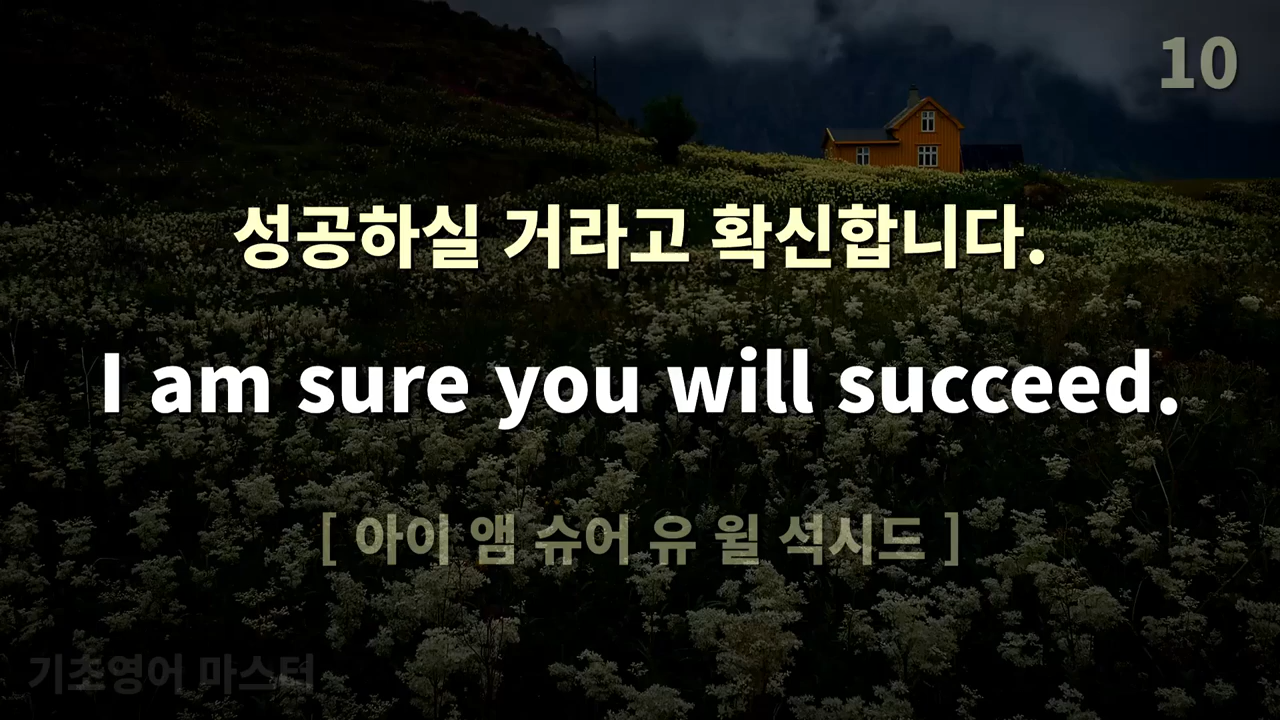 10
성공하실 거라고 확신합니다.
I am sure you will succeed.
[ 아이 앰 슈어 유 윌 석시드 ]
기초영어 마스터